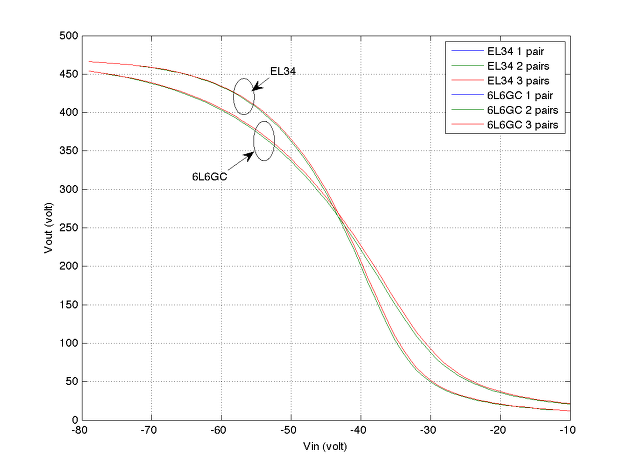 500
450
400
350
300
250
200
150
100
50
0
-80
-70
-60
-50
-40
-30
-20
-10
Vin (volt)
Vout (volt)
EL34
6L6GC
EL34 1 pair
EL34 2 pairs
EL34 3 pairs
6L6GC 1 pair
6L6GC 2 pairs
6L6GC 3 pairs